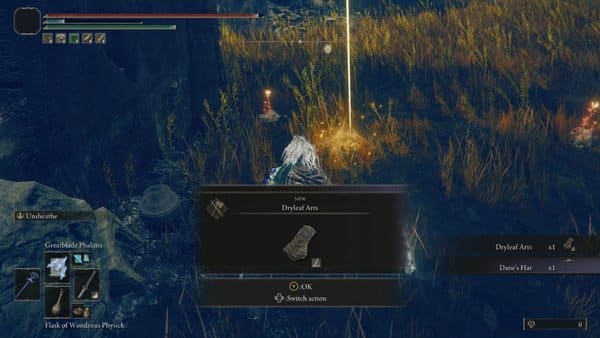 NEW
Dryleaf Arts
Unsheathe
Greatblade Phalanx
Dryleaf Arts x1
Dane's Hat x1
Y:OK
:Switch action
Flask of Wondrous Physick
0